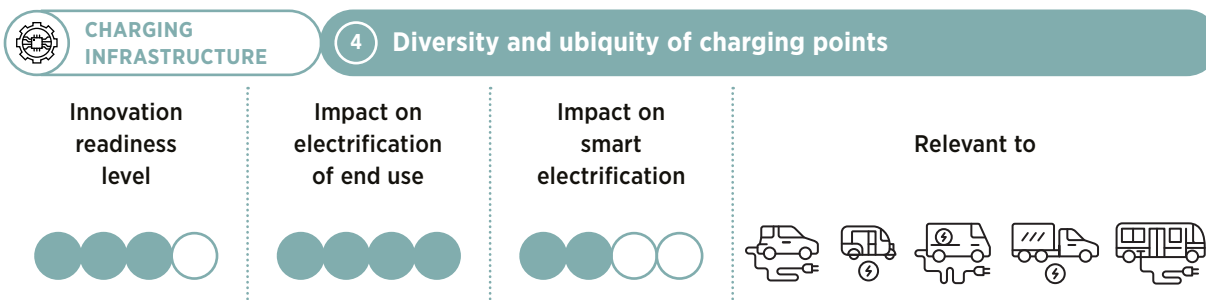 CHARGING
INFRASTRUCTURE
4 Diversity and ubiquity of charging points
Innovation
readiness
level
Impact on
electrification
of end use
Impact on
smart
electrification
Relevant to